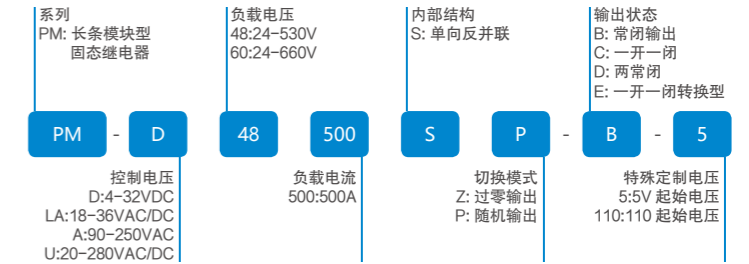 系列
PM: 长条模块型
固态继电器
负载电压
48:24-530V
60:24-660V
内部结构
S: 单向反并联
输出状态
B: 常闭输出
C: 一开一闭
D: 两常闭
E: 一开一闭转换型
PM - D 48 500 S P - B - 5
控制电压
D:4-32VDC
LA:18-36VAC/DC
A:90-250VAC
U:20-280VAC/DC
负载电流
500:500A
切换模式
Z: 过零输出
P: 随机输出
特殊定制电压
5:5V 起始电压
110:110 起始电压